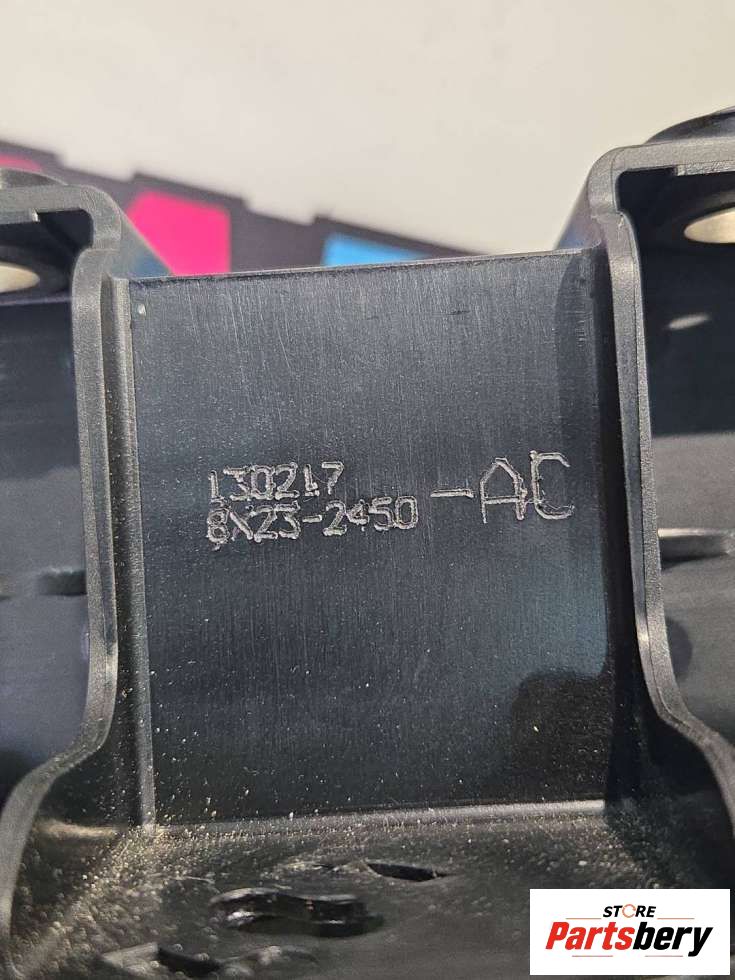 130217
8X23-2450-AC
STORE
Partsbery